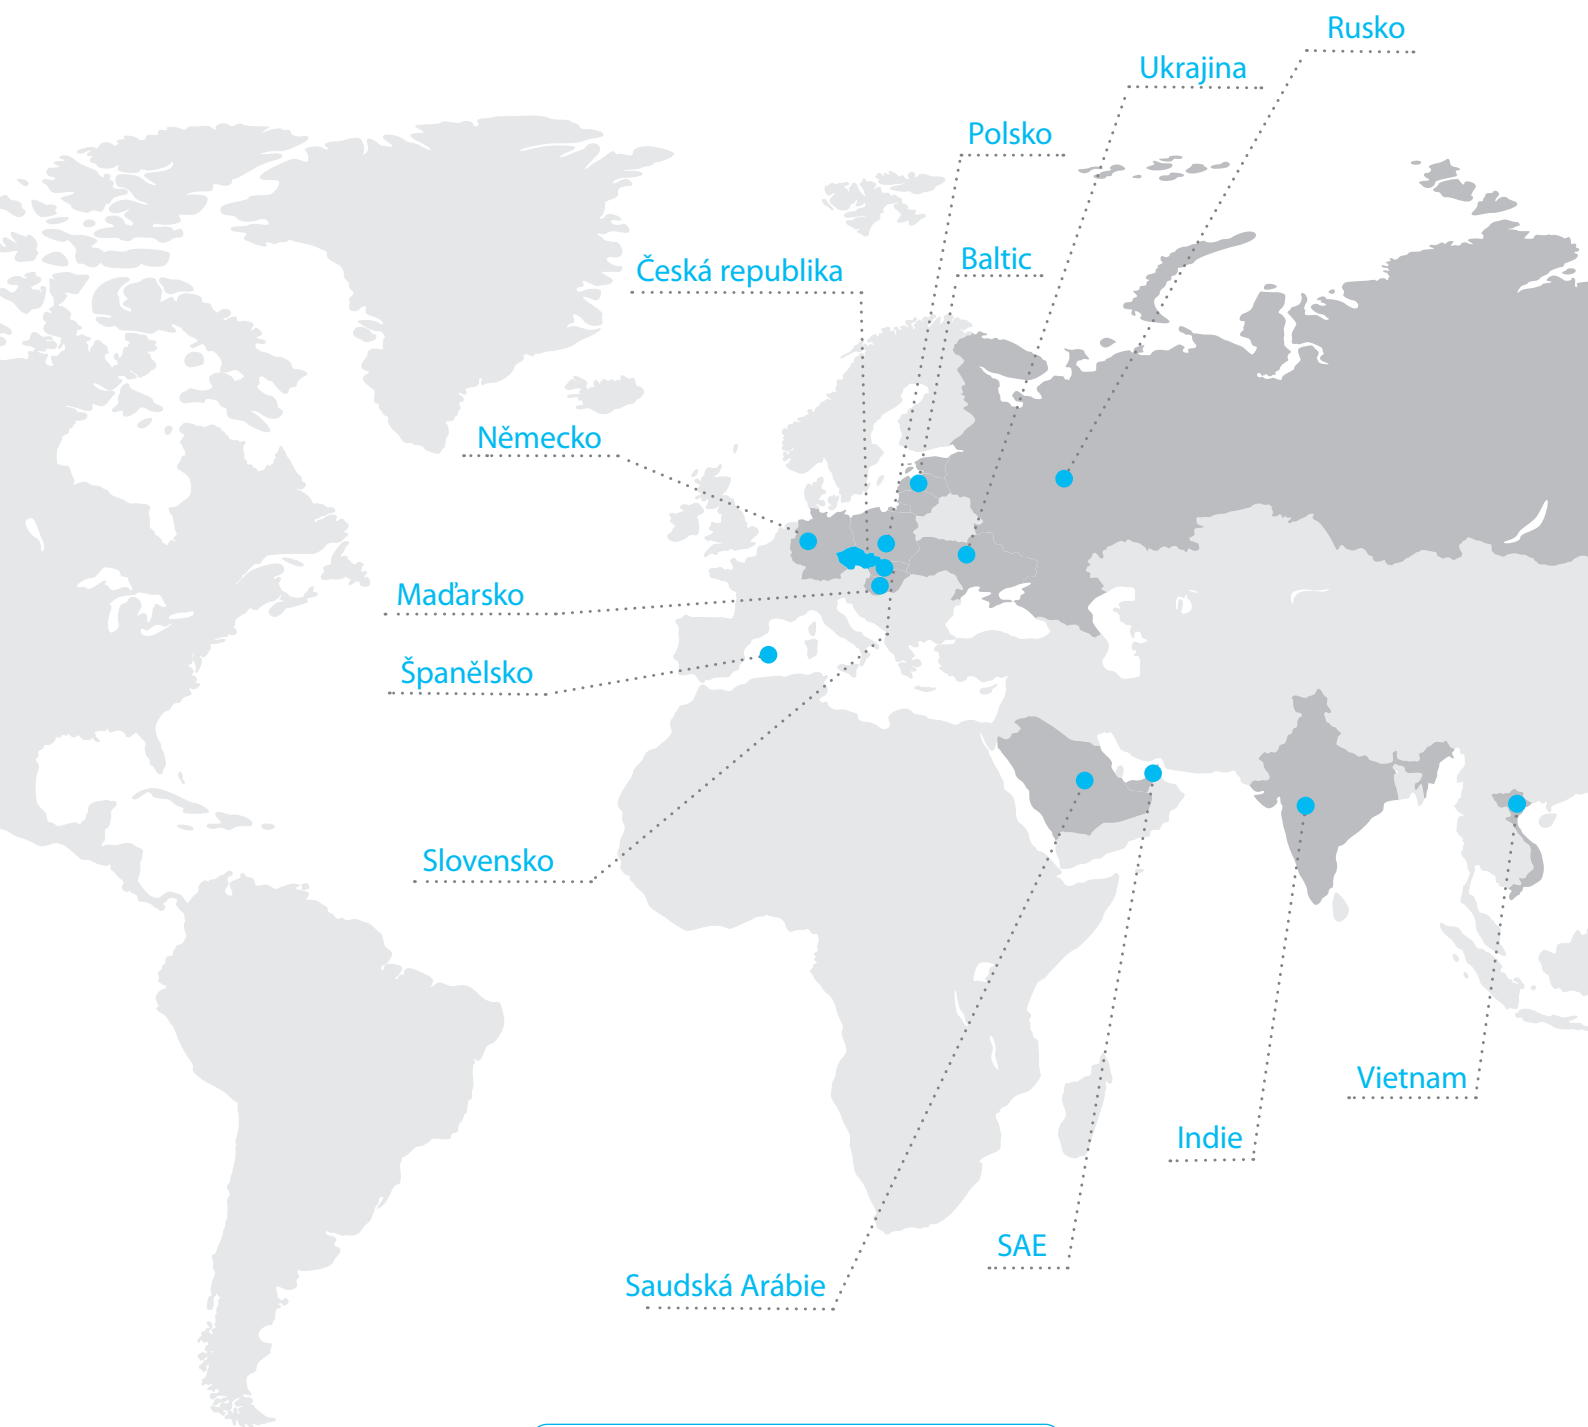 Rusko
Ukrajina
Polsko
Baltic
Česká republika
Německo
Maďarsko
Španělsko
Slovensko
Vietnam
Indie
SAE
Saudská Arábie